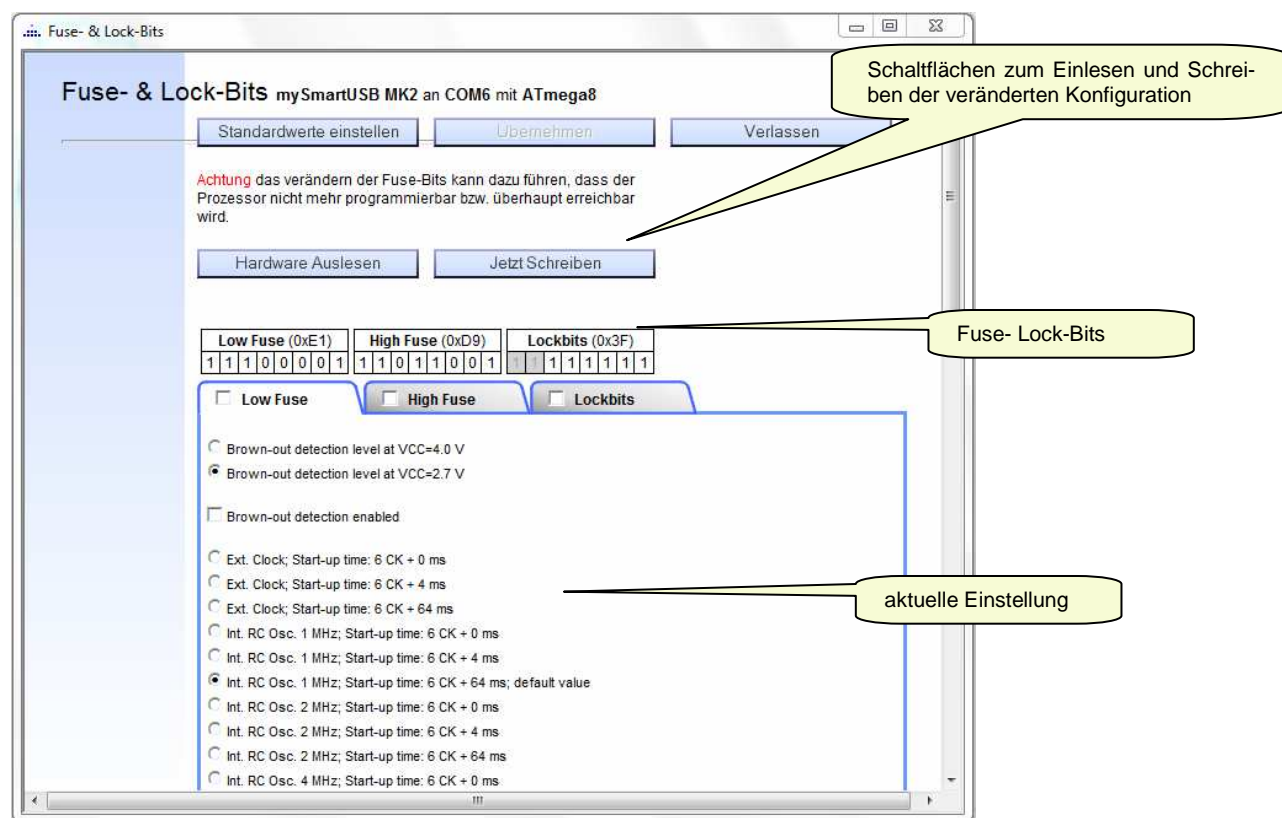 Fuse- & Lock-Bits
Schaltflächen zum Einlesen und Schrei-
ben der veränderten Konfiguration
Fuse- & Lock-Bits mySmartUSB MK2 an COM6 mit ATmega8
Standardwerte einstellen Übernehmen Verlassen
Achtung das verändern der Fuse-Bits kann dazu führen, dass der
Prozessor nicht mehr programmierbar bzw. überhaupt erreichbar
wird.
Hardware Auslesen Jetzt Schreiben
Low Fuse (0xE1) High Fuse (0xD9) Lockbits (0x3F)
1 1 1 0 0 0 0 1 1 1 0 1 1 0 0 1 1 1 1 1 1 1 1 1
Fuse- Lock-Bits
Low Fuse High Fuse Lockbits
Brown-out detection level at VCC=4.0 V
Brown-out detection level at VCC=2.7 V
Brown-out detection enabled
Ext. Clock; Start-up time: 6 CK + 0 ms
Ext. Clock; Start-up time: 6 CK + 4 ms
Ext. Clock; Start-up time: 6 CK + 64 ms
aktuelle Einstellung
Int. RC Osc. 1 MHz; Start-up time: 6 CK + 0 ms
Int. RC Osc. 1 MHz; Start-up time: 6 CK + 4 ms
Int. RC Osc. 1 MHz; Start-up time: 6 CK + 64 ms; default value
Int. RC Osc. 2 MHz; Start-up time: 6 CK + 0 ms
Int. RC Osc. 2 MHz; Start-up time: 6 CK + 4 ms
Int. RC Osc. 2 MHz; Start-up time: 6 CK + 64 ms
Int. RC Osc. 4 MHz; Start-up time: 6 CK + 0 ms